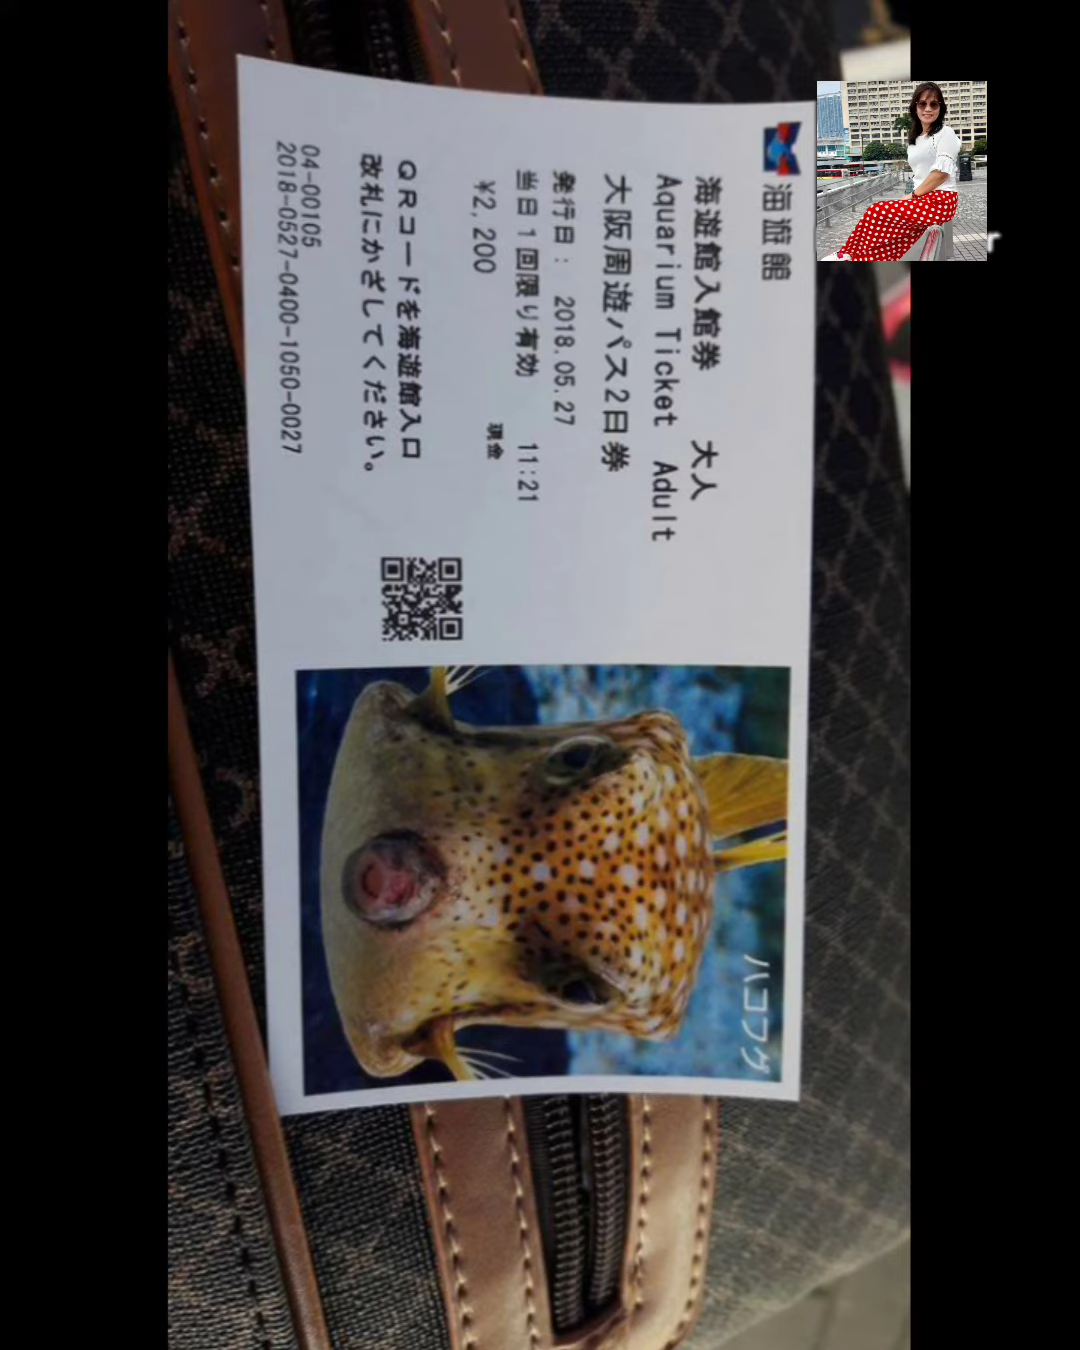 海遊館
海遊館入館券 大人
Aquarium Ticket Adult
大阪周遊パス2日券
発行日: 2018.05.27
当日1回限り有効 11:21
¥2,200 現金
QRコードを海遊館入口
改札にかざしてください。
04-00105
2018-0527-0400-1050-0027
ハコフグ